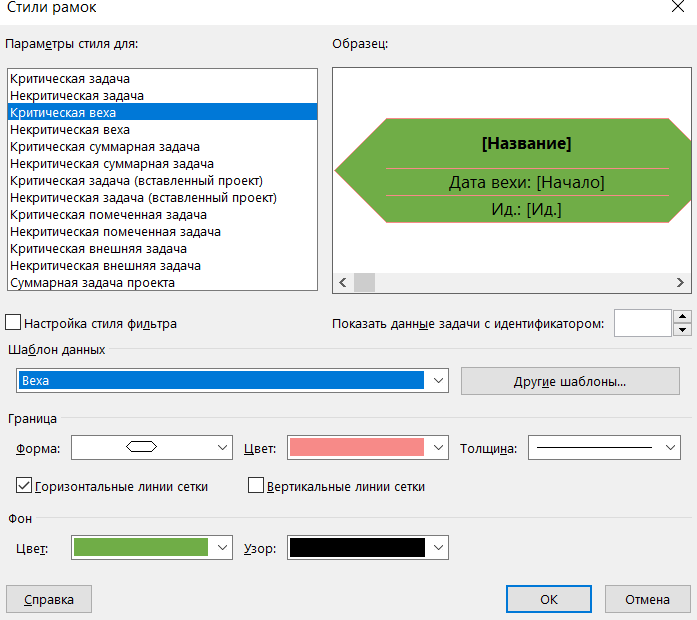 Стили рамок
Параметры стиля для:
Образец:
Критическая задача
Некритическая задача
Критическая веха
Некритическая веха
Критическая суммарная задача
Некритическая суммарная задача
Критическая задача (вставленный проект)
Некритическая задача (вставленный проект)
Критическая помеченная задача
Некритическая помеченная задача
Критическая внешняя задача
Некритическая внешняя задача
Суммарная задача проекта
[Название]
Дата вехи: [Начало]
Ид.: [Ид.]
Настройка стиля фильтра
Показать данные задачи с идентификатором:
Шаблон данных
Веха
Другие шаблоны...
Граница
Форма:
Цвет:
Толщина:
Горизонтальные линии сетки
Вертикальные линии сетки
Фон
Цвет:
Узор:
Справка
ОК
Отмена